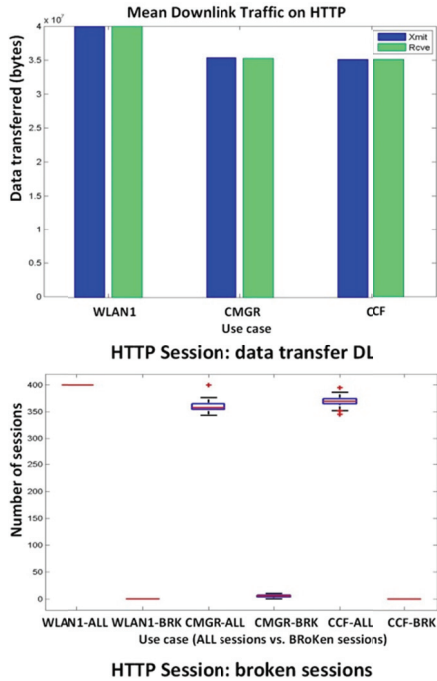 Mean Downlink Traffic on HTTP
x 10⁷
4
3.5
3
2.5
2
1.5
1
0.5
0
Data transferred (bytes)
Xmit
Rcve
WLAN1 CMGR CCF
Use case
HTTP Session: data transfer DL
400
350
300
250
200
150
100
50
0
Number of sessions
WLAN1-ALL WLAN1-BRK CMGR-ALL CMGR-BRK CCF-ALL CCF-BRK
Use case (ALL sessions vs. BRoKen sessions)
HTTP Session: broken sessions